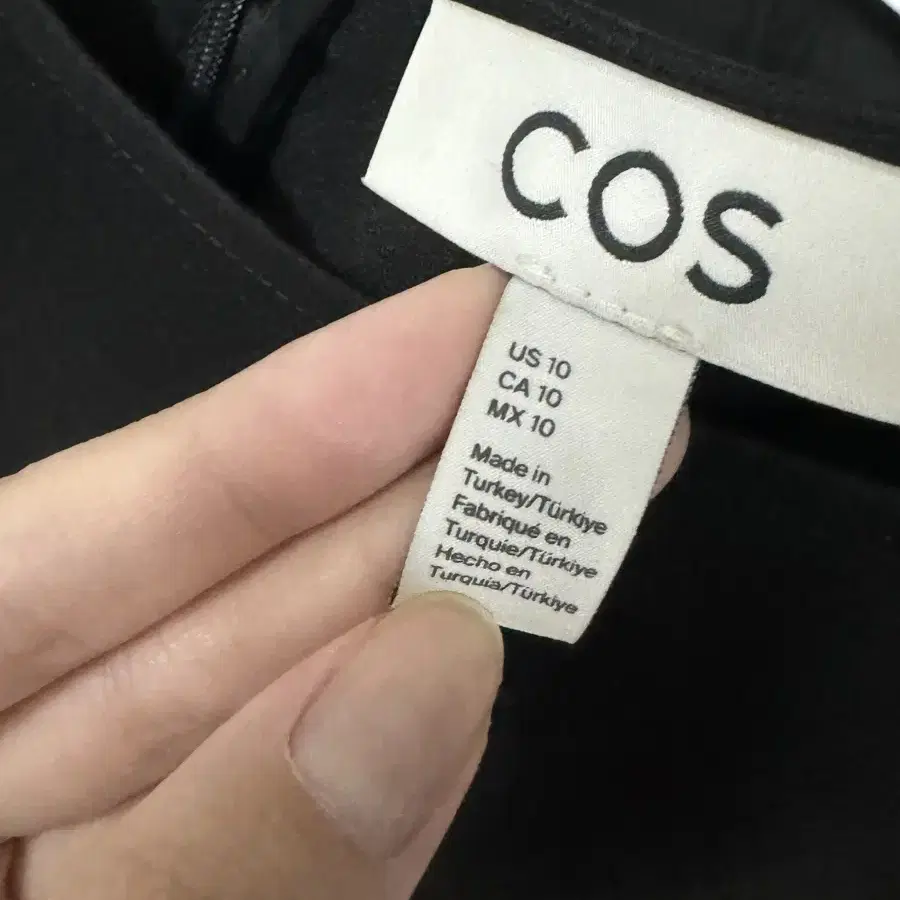 COS
US 10
CA 10
MX 10
Made in
Turkey/Türkiye
Fabriqué en
Turquie/Türkiye
Hecho en
Turquía/Türkiye